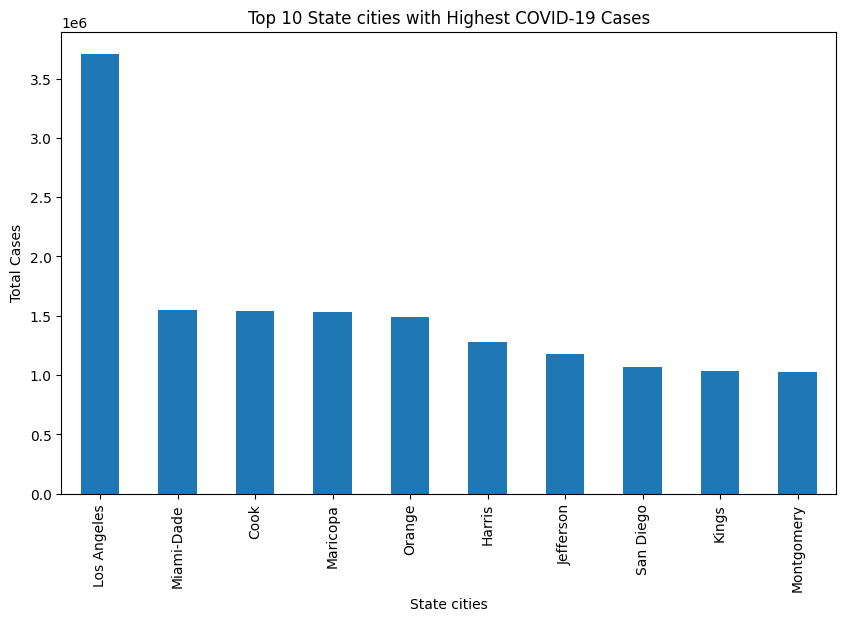 Top 10 State cities with Highest COVID-19 Cases
1e6
3.5
3.0
2.5
2.0
1.5
1.0
0.5
0.0
Total Cases
Los Angeles
Miami-Dade
Cook
Maricopa
Orange
Harris
Jefferson
San Diego
Kings
Montgomery
State cities